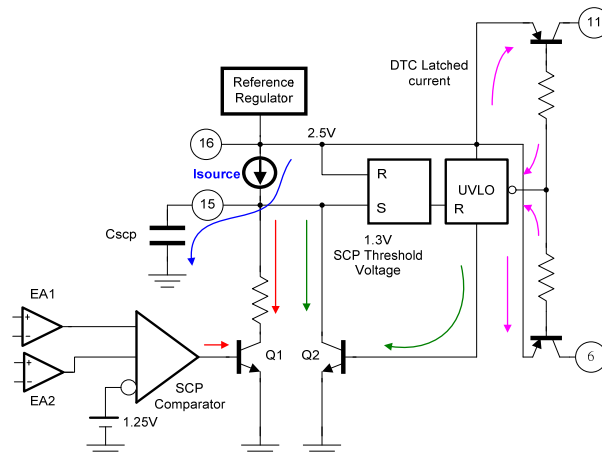 11
DTC Latched
current
Reference
Regulator
2.5V
16
Isource
R
S
UVLO
R
15
Cscp
1.3V
SCP Threshold
Voltage
EA1
+
−
Q1
Q2
+
−
EA2
SCP
Comparator
6
1.25V